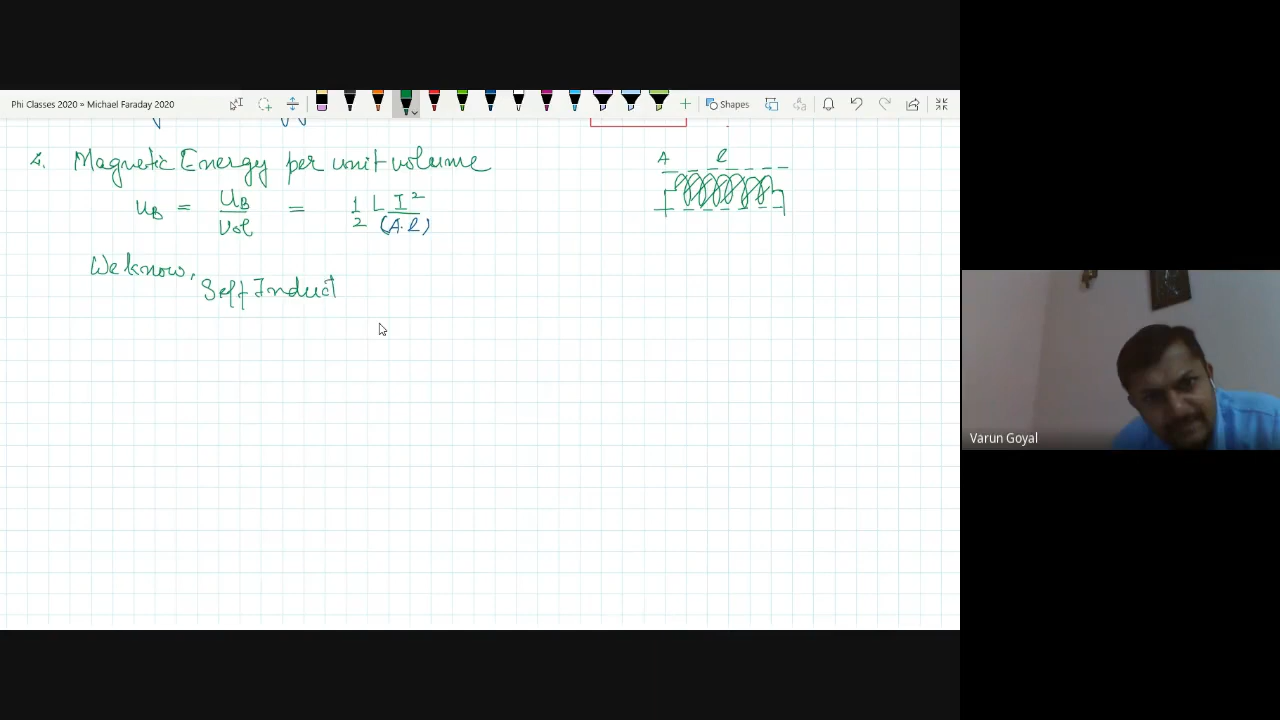 Phi Classes 2020 » Michael Faraday 2020
Shapes
4. Magnetic Energy per unit volume
A l
uB = UB / Vol = 1/2 L I² / (A.l)
We know,
Self Induct
Varun Goyal